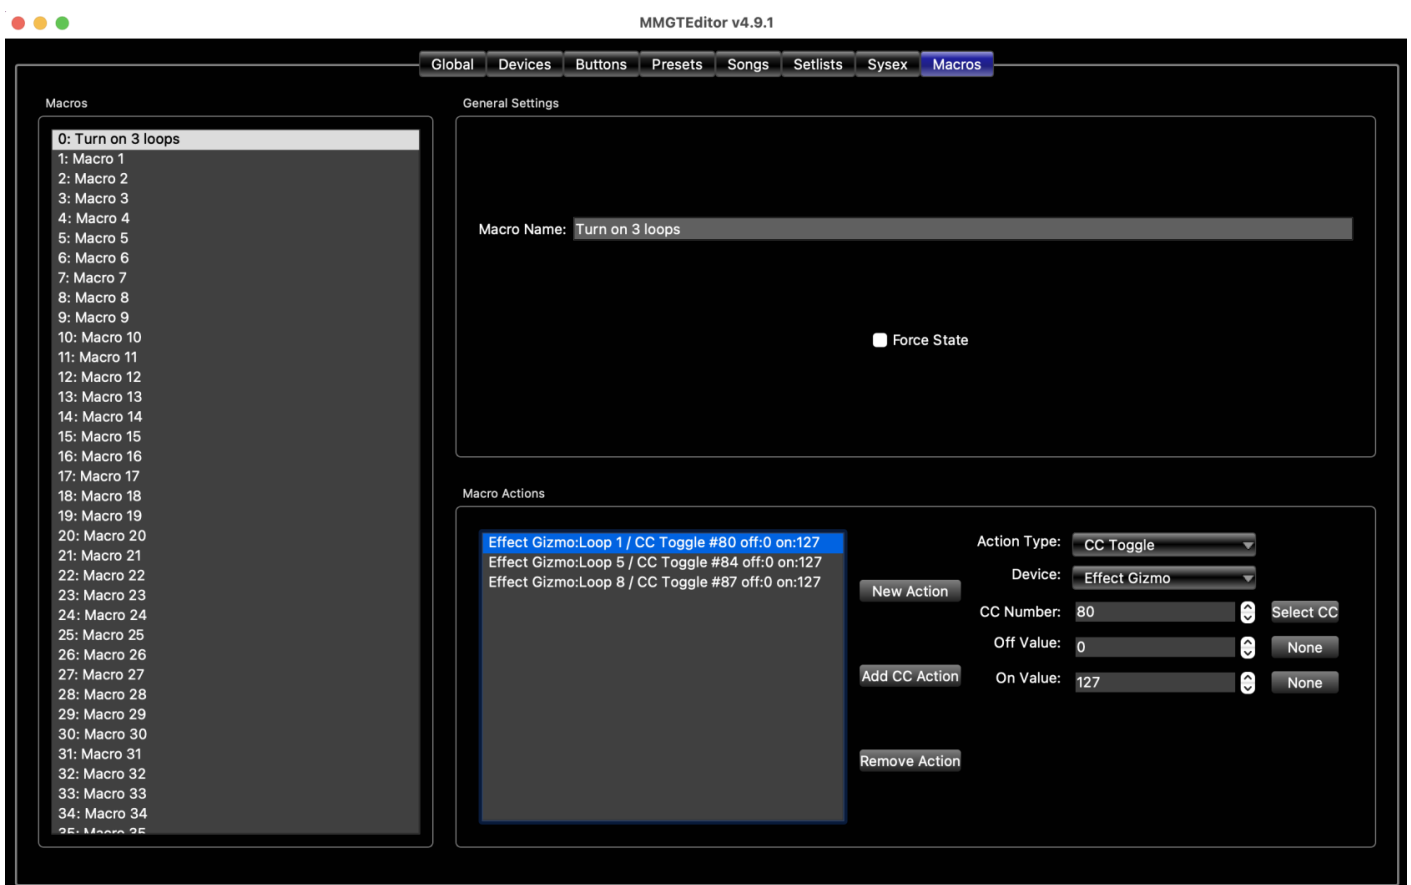 MMGTEditor v4.9.1
Global Devices Buttons Presets Songs Setlists Sysex Macros
Macros
0: Turn on 3 loops
1: Macro 1
2: Macro 2
3: Macro 3
4: Macro 4
5: Macro 5
6: Macro 6
7: Macro 7
8: Macro 8
9: Macro 9
10: Macro 10
11: Macro 11
12: Macro 12
13: Macro 13
14: Macro 14
15: Macro 15
16: Macro 16
17: Macro 17
18: Macro 18
19: Macro 19
20: Macro 20
21: Macro 21
22: Macro 22
23: Macro 23
24: Macro 24
25: Macro 25
26: Macro 26
27: Macro 27
28: Macro 28
29: Macro 29
30: Macro 30
31: Macro 31
32: Macro 32
33: Macro 33
34: Macro 34
35: Macro 35
General Settings
Macro Name: Turn on 3 loops
Force State
Macro Actions
Effect Gizmo:Loop 1 / CC Toggle #80 off:0 on:127
Effect Gizmo:Loop 5 / CC Toggle #84 off:0 on:127
Effect Gizmo:Loop 8 / CC Toggle #87 off:0 on:127
New Action
Add CC Action
Remove Action
Action Type: CC Toggle
Device: Effect Gizmo
CC Number: 80 Select CC
Off Value: 0 None
On Value: 127 None